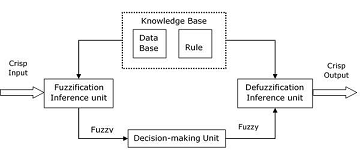 Knowledge Base
Data
Base
Rule
Crisp
Input
Crisp
Output
Fuzzification
Inference unit
Defuzzification
Inference unit
Fuzzy
Decision-making Unit
Fuzzy